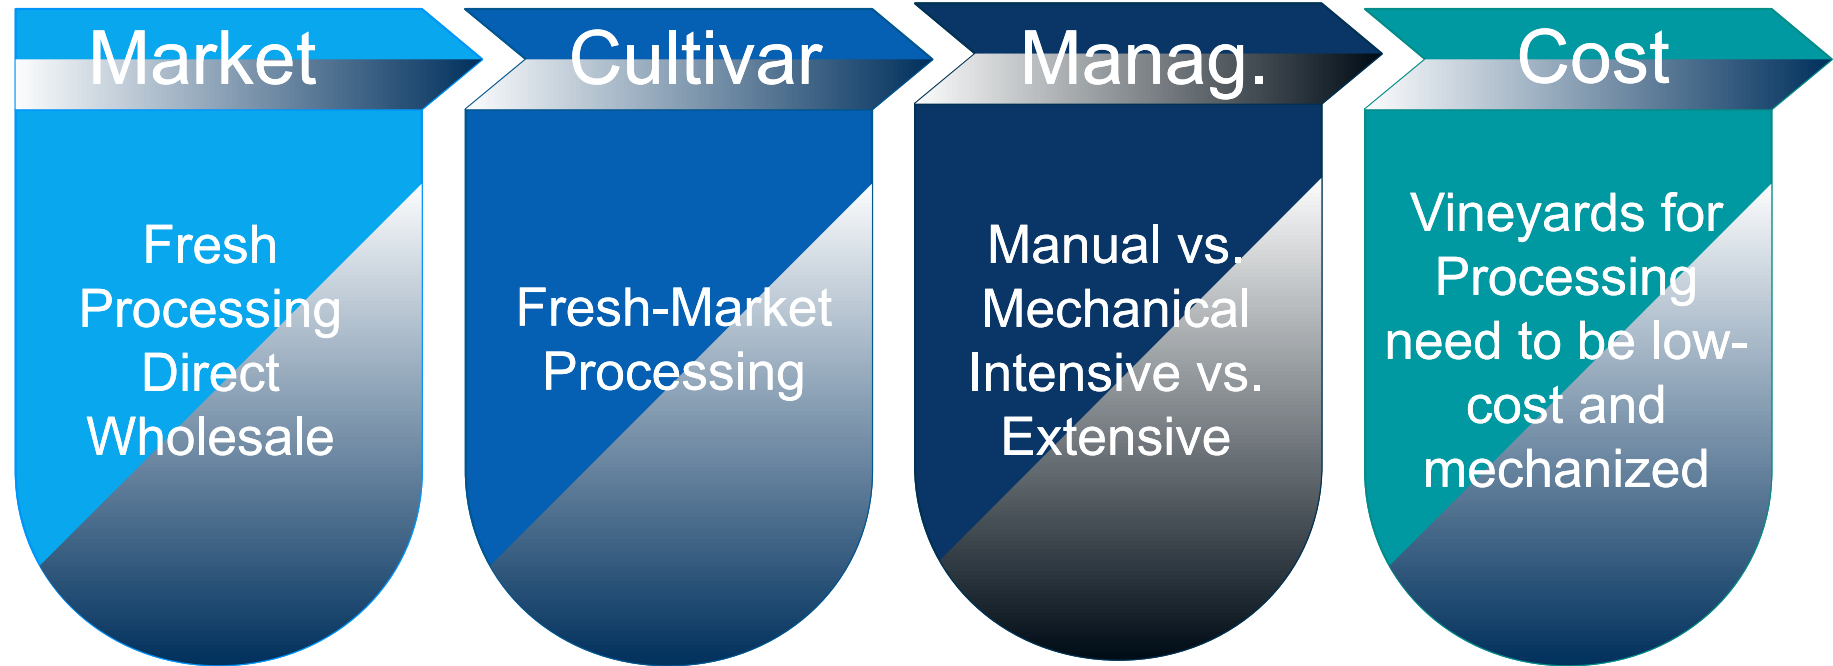 Market
Fresh
Processing
Direct
Wholesale
Cultivar
Fresh-Market
Processing
Manag.
Manual vs.
Mechanical
Intensive vs.
Extensive
Cost
Vineyards for
Processing
need to be low-
cost and
mechanized